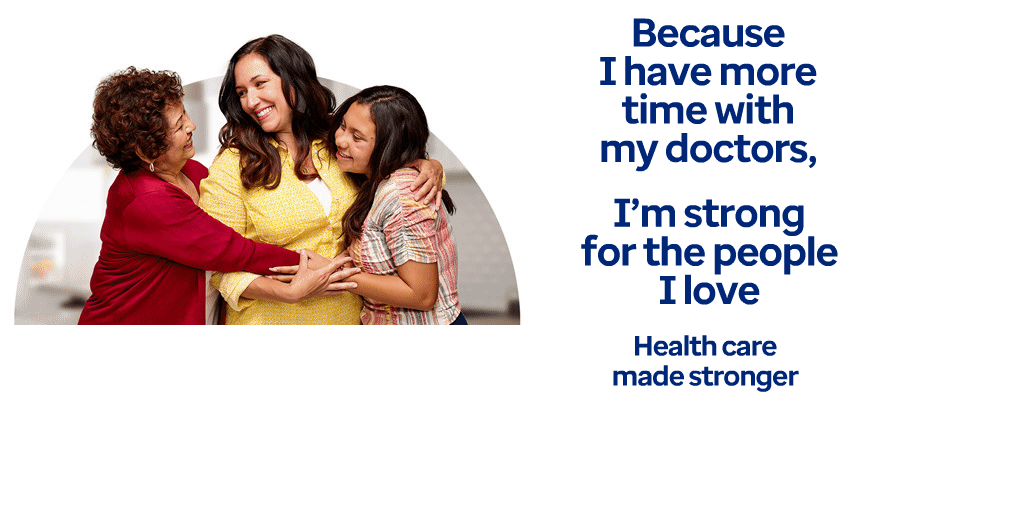 Because
I have more
time with
my doctors,
I'm strong
for the people
I love
Health care
made stronger